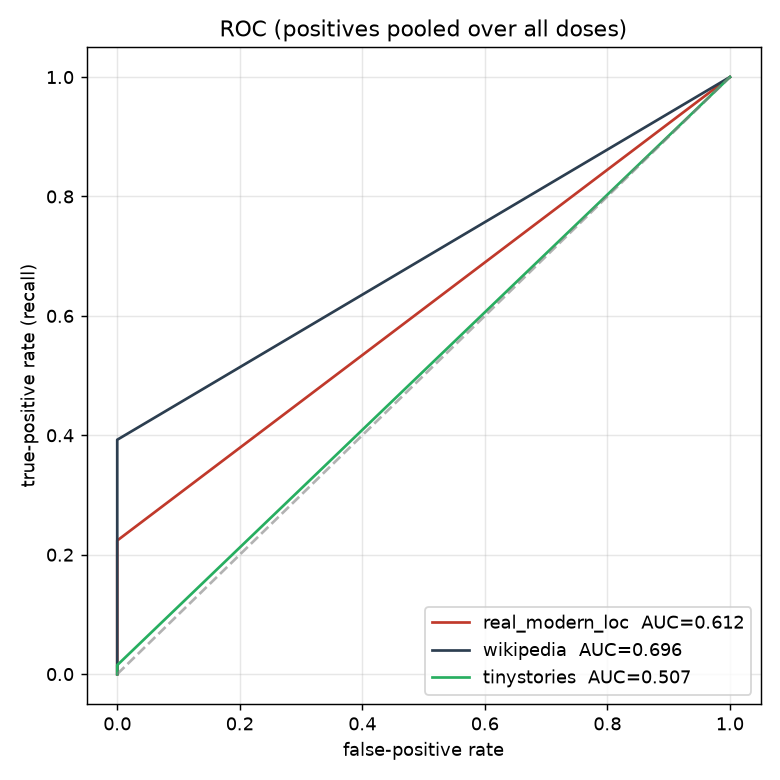 ROC (positives pooled over all doses)
1.0
0.8
0.6
0.4
0.2
0.0
true-positive rate (recall)
real_modern_loc AUC=0.612
wikipedia AUC=0.696
tinystories AUC=0.507
0.0 0.2 0.4 0.6 0.8 1.0
false-positive rate